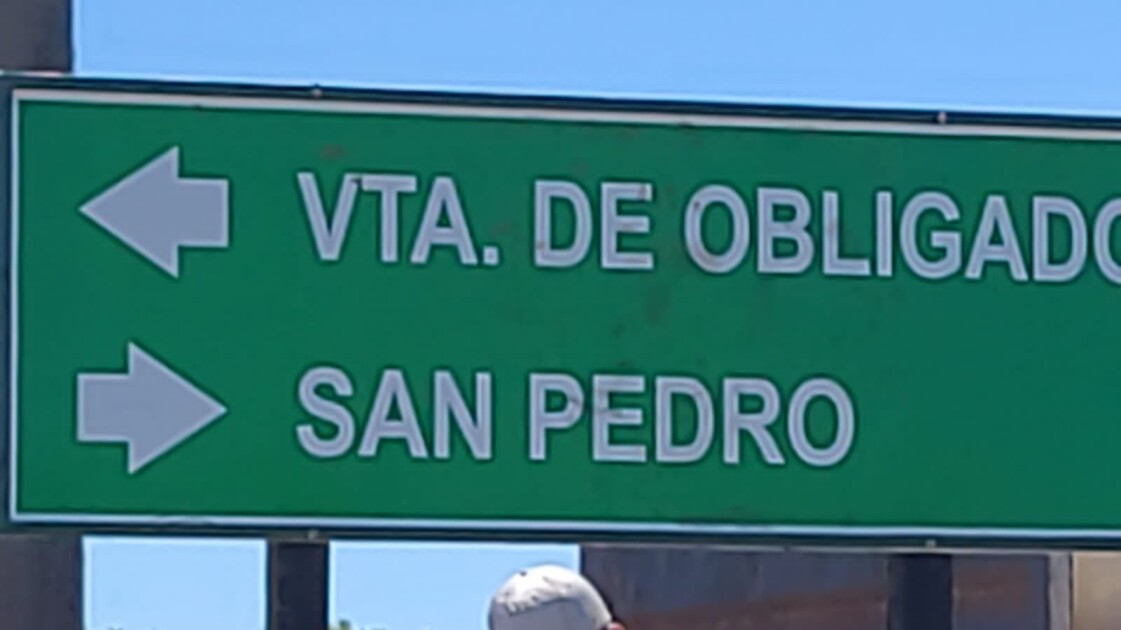 VTA. DE OBLIGADO
SAN PEDRO